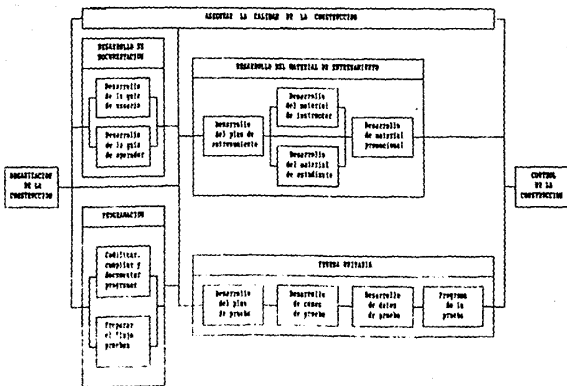 ASEGURAR LA CALIDAD DE LA CONSTRUCCION
DESARROLLO DE
DOCUMENTACION
Desarrollo
de la guia
de usuario
Desarrollo
de la guia
de operador
DESARROLLO DEL MATERIAL DE ENTRENAMIENTO
Desarrollo
del plan de
entrenamiento
Desarrollo
del material
de instructor
Desarrollo
del material
de estudiante
Desarrollo
de material
promocional
ORGANIZACION
DE LA
CONSTRUCCION
CONTROL
DE LA
CONSTRUCCION
PROGRAMACION
Codificar,
compilar y
documentar
programas
Preparar
el flujo
pruebas
PRUEBA UNITARIA
Desarrollo
del plan
de prueba
Desarrollo
de casos
de prueba
Desarrollo
de datos
de prueba
Programa
de la
prueba